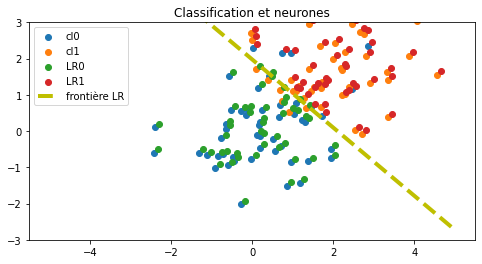 Classification et neurones
cl0
cl1
LR0
LR1
frontière LR
3
2
1
0
−1
−2
−3
−4 −2 0 2 4